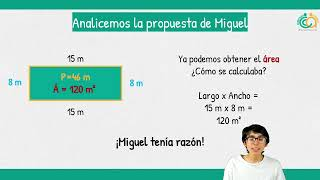 Analicemos la propuesta de Miguel
15 m
8 m
P=46 m
Á = 120 m²
8 m
15 m
Ya podemos obtener el área
¿Cómo se calculaba?
Largo x Ancho =
15 m x 8 m =
120 m²
¡Miguel tenía razón!